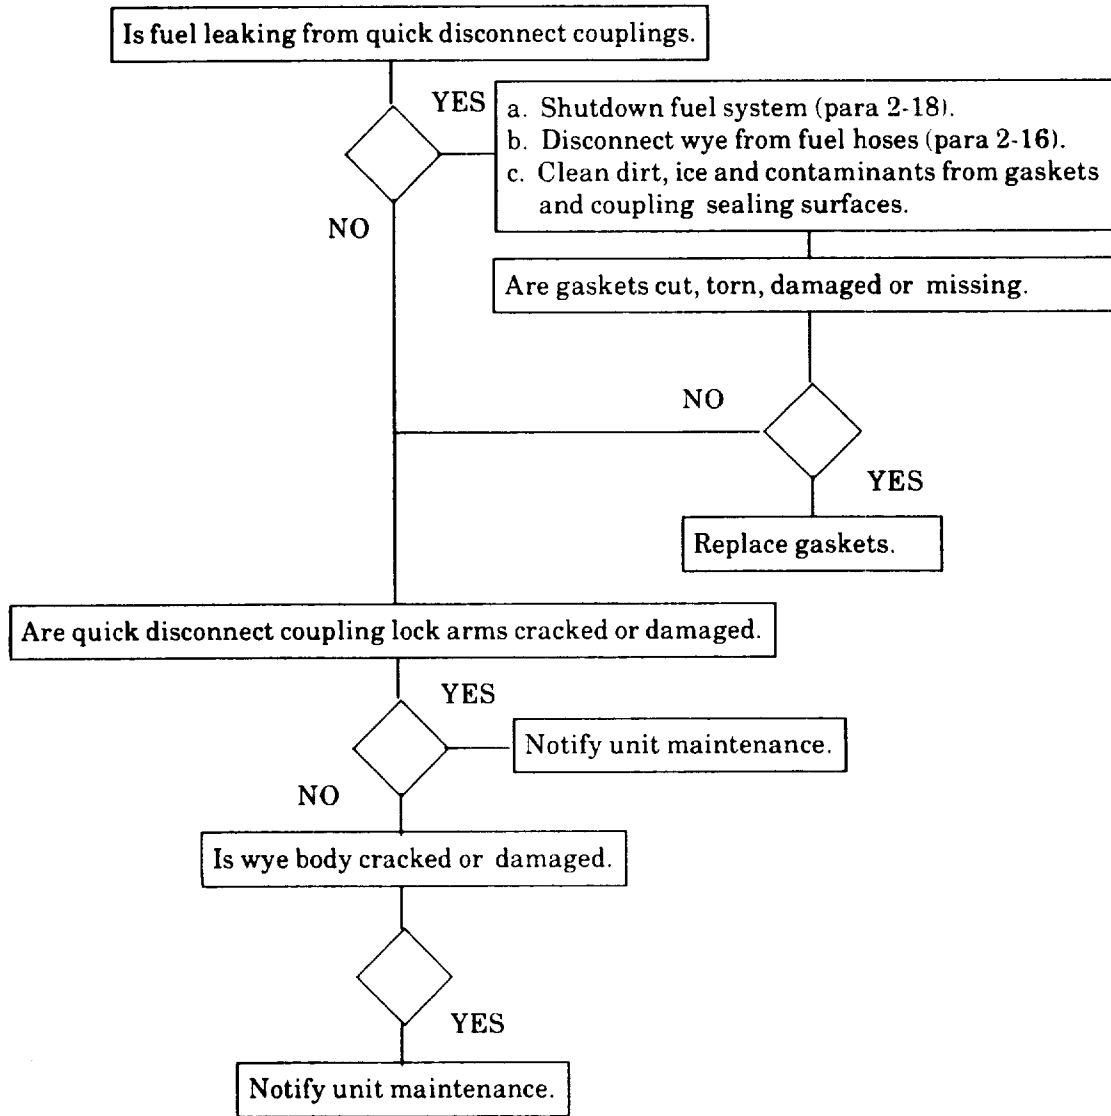 Is fuel leaking from quick disconnect couplings.
YES
a. Shutdown fuel system (para 2-18).
b. Disconnect wye from fuel hoses (para 2-16).
c. Clean dirt, ice and contaminants from gaskets
and coupling sealing surfaces.
NO
Are gaskets cut, torn, damaged or missing.
NO
YES
Replace gaskets.
Are quick disconnect coupling lock arms cracked or damaged.
YES
Notify unit maintenance.
NO
Is wye body cracked or damaged.
YES
Notify unit maintenance.